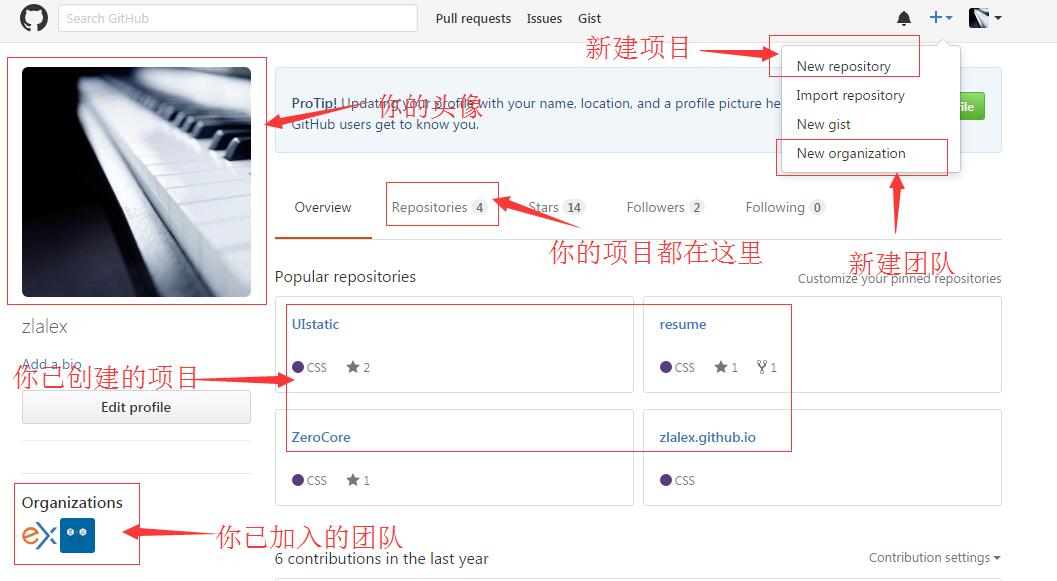 Search GitHub
Pull requests
Issues
Gist
新建项目
New repository
Import repository
New gist
New organization
ProTip! Updating your profile with your name, location, and a profile picture he
GitHub users get to know you.
file
你的头像
Overview
Repositories 4
Stars 14
Followers 2
Following 0
你的项目都在这里
新建团队
Popular repositories
Customize your pinned repositories
zlalex
Add a bio
你已创建的项目
Edit profile
UIstatic
CSS 2
resume
CSS 1 1
ZeroCore
CSS 1
zlalex.github.io
CSS
Organizations
ex
你已加入的团队
6 contributions in the last year
Contribution settings